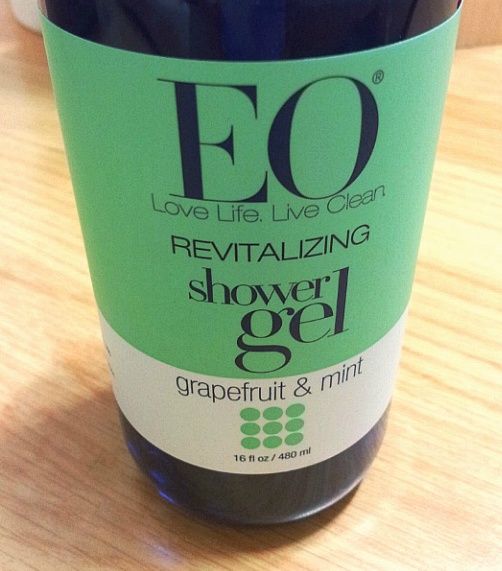 EO®
Love Life. Live Clean.
REVITALIZING
shower
gel
grapefruit & mint
16 fl oz / 480 ml